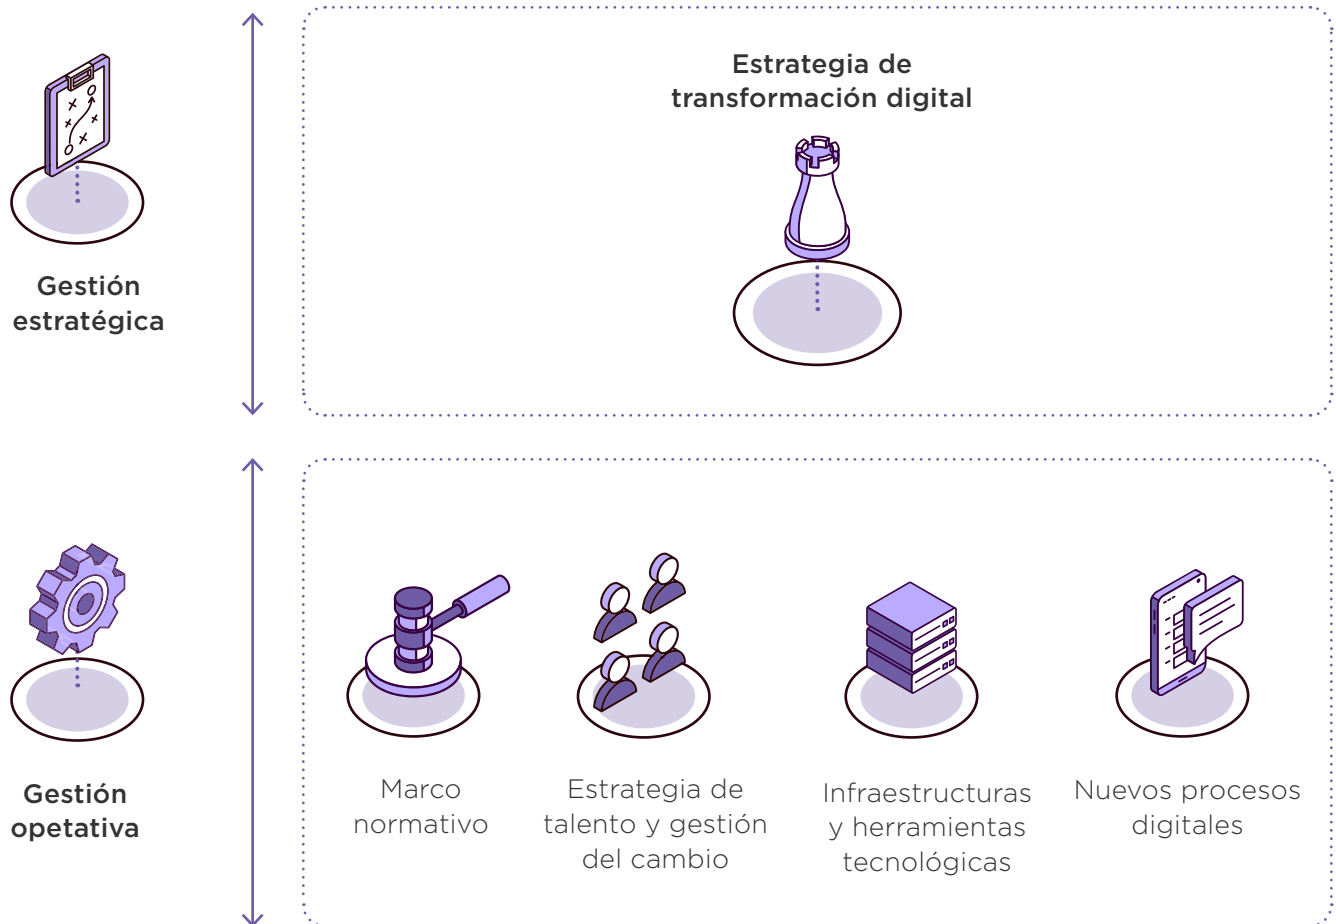 Estrategia de
transformación digital
Gestión
estratégica
Gestión
opetativa
Marco
normativo
Estrategia de
talento y gestión
del cambio
Infraestructuras
y herramientas
tecnológicas
Nuevos procesos
digitales